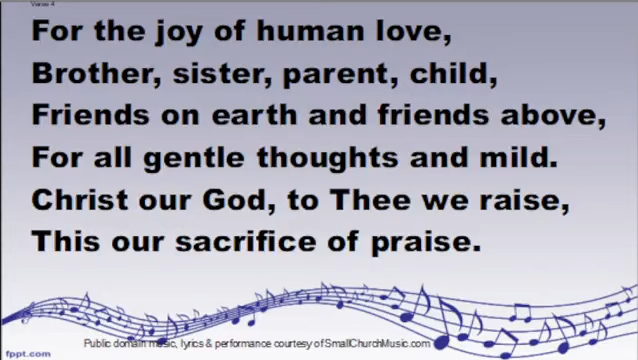 Verse 4
For the joy of human love,
Brother, sister, parent, child,
Friends on earth and friends above,
For all gentle thoughts and mild.
Christ our God, to Thee we raise,
This our sacrifice of praise.
Public domain music, lyrics & performance courtesy of SmallChurchMusic.com
fppt.com